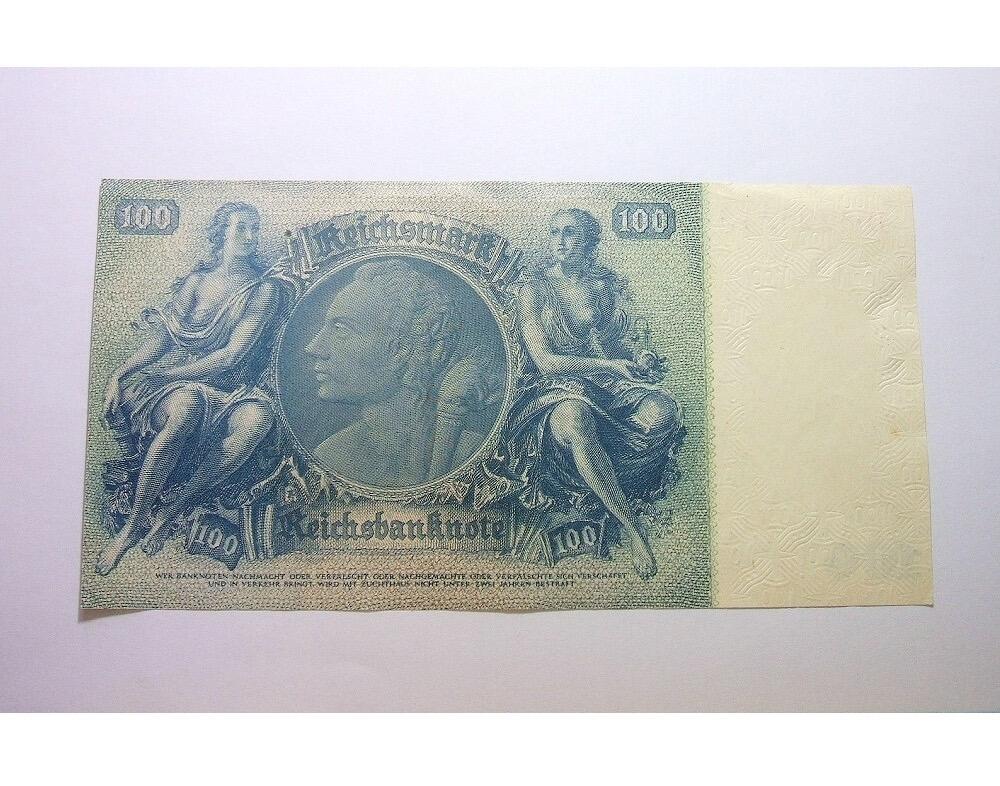 100
100
Reichsmark
Reichsbanknote
100
100
WER BANKNOTEN NACHMACHT ODER VERFÄLSCHT ODER NACHGEMACHTE ODER VERFÄLSCHTE SICH VERSCHAFFT
UND IN VERKEHR BRINGT, WIRD MIT ZUCHTHAUS NICHT UNTER ZWEI JAHREN BESTRAFT